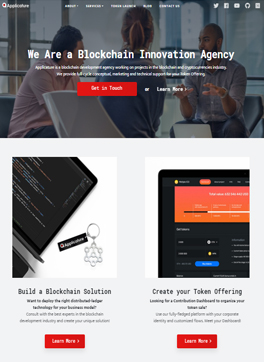 Applicature
ABOUT SERVICES TOKEN LAUNCH BLOG CONTACT US
We Are a Blockchain Innovation Agency
Applicature is a blockchain development agency working on projects in the blockchain and cryptocurrencies industry.
We provide full cycle conceptual, marketing and technical support for your Token Offering.
Get in Touch or Learn More ›
Applicature
Build a Blockchain Solution
Want to deploy the right distributed ledger
technology for your business model?
Consult with the best experts in the blockchain
development industry and create your unique solution!
Learn More ›
Create your Token Offering
Looking for a Contribution Dashboard to organize your
token sale?
Use our fully-fledged platform with your corporate
identity and customized flows. Meet your Dashboard!
Learn More ›